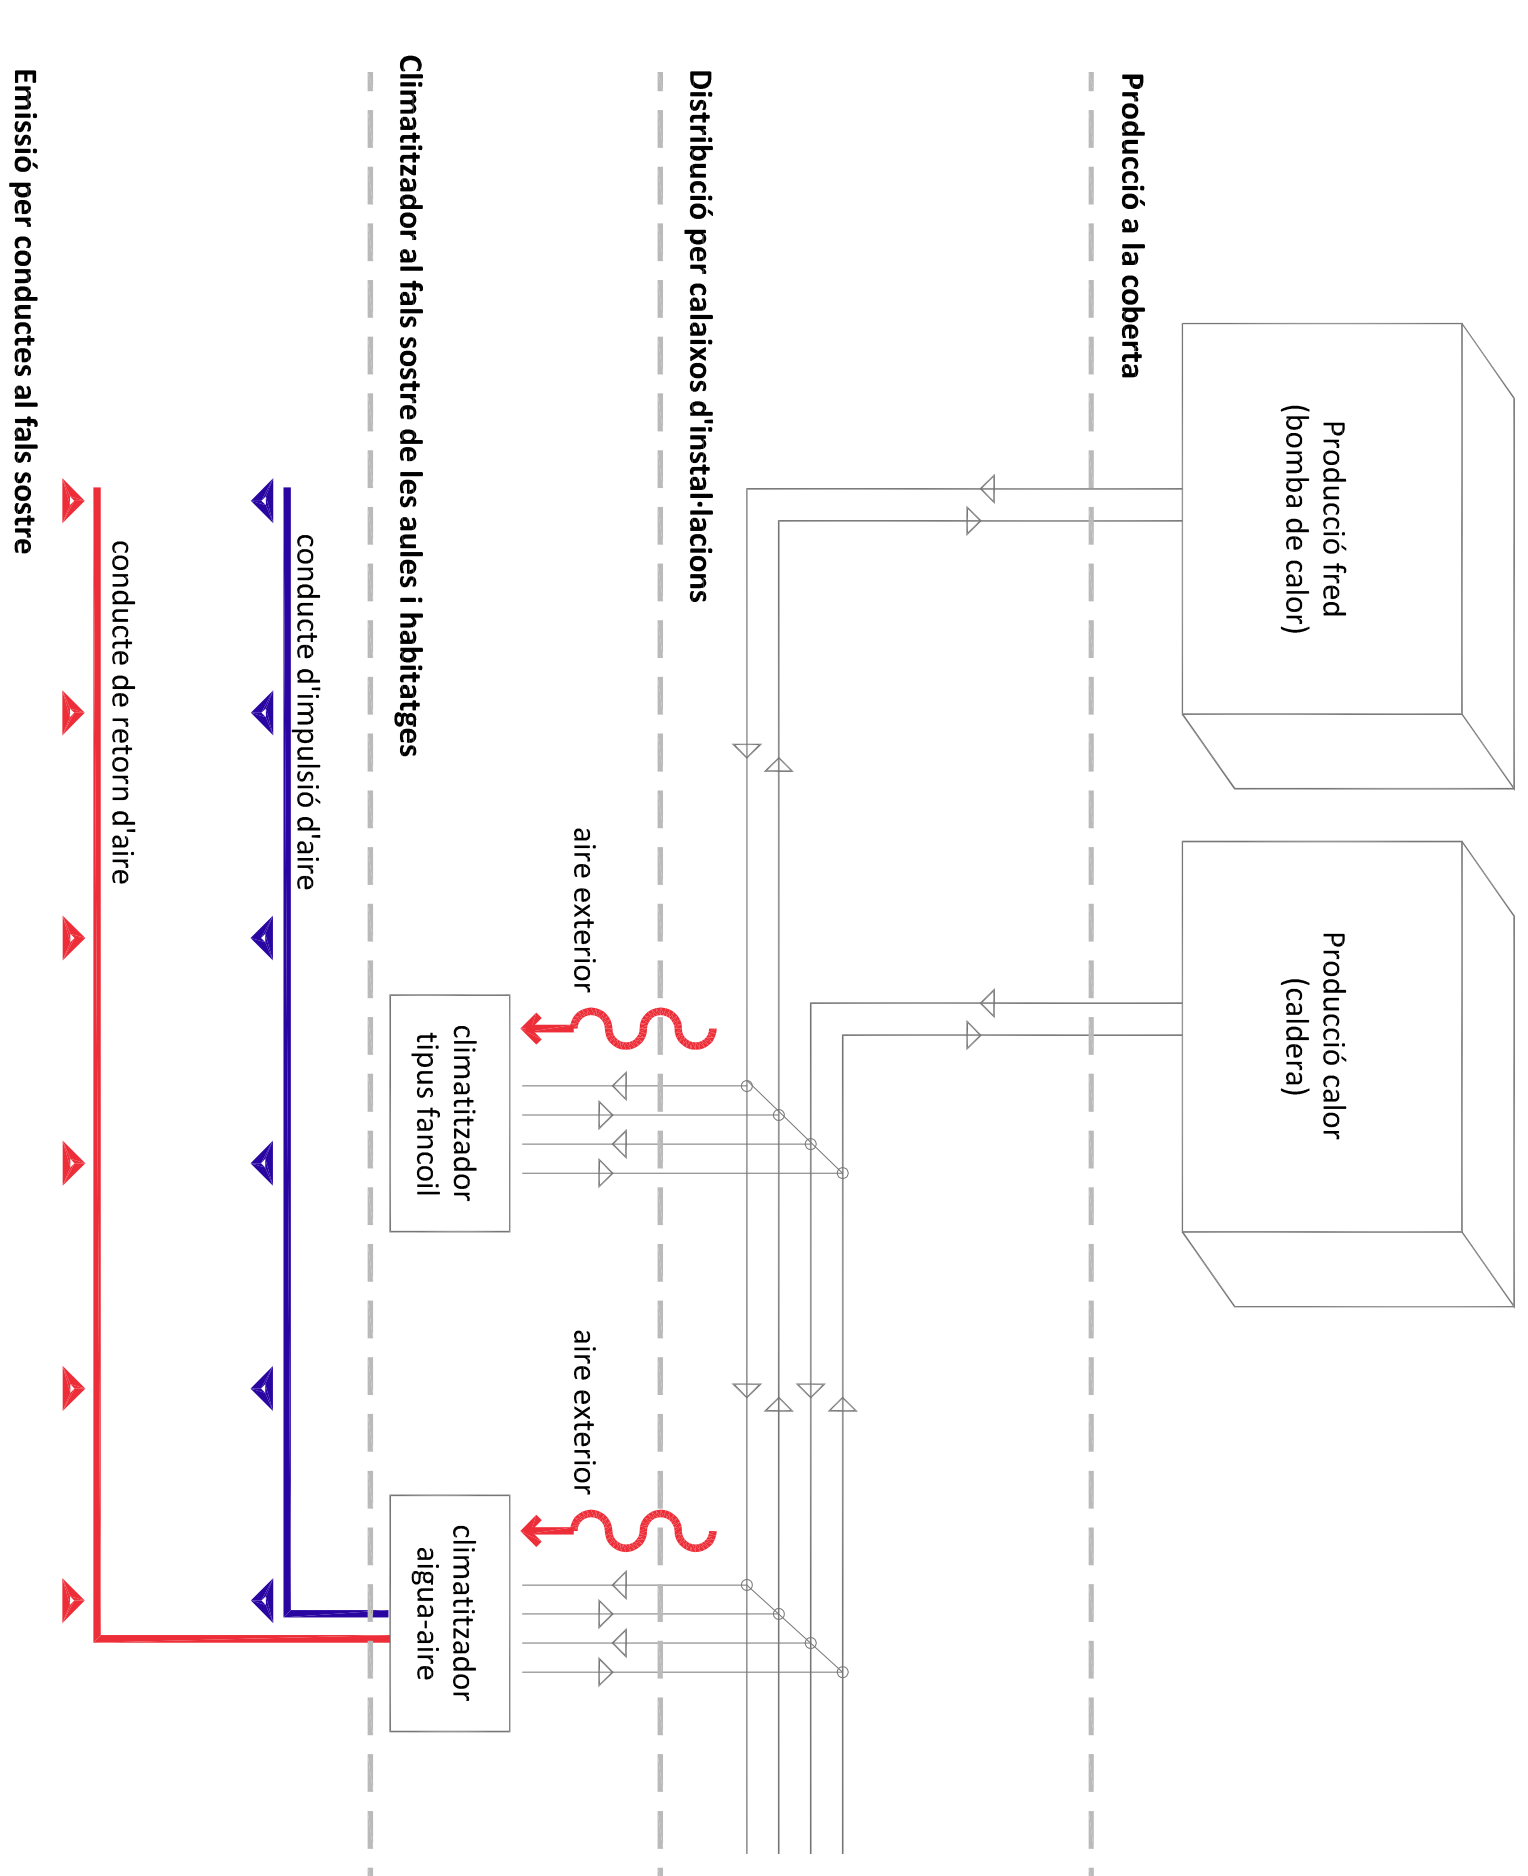 Producció fred
(bomba de calor)
Producció calor
(caldera)
Producció a la coberta
Distribució per calaixos d'instal·lacions
aire exterior
aire exterior
climatitzador
tipus fancoil
climatitzador
aigua-aire
Climatitzador al fals sostre de les aules i habitatges
conducte d'impulsió d'aire
conducte de retorn d'aire
Emissió per conductes al fals sostre